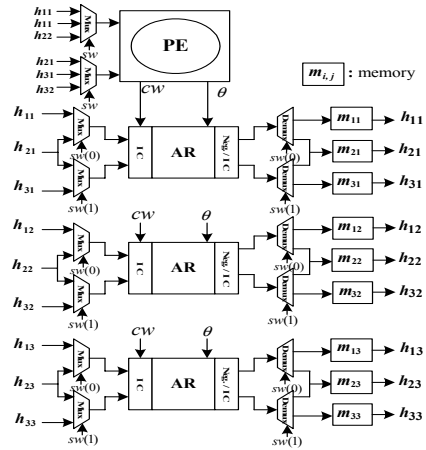 h11
h11
h22
Mux
sw
PE
h21
h31
h32
Mux
sw
cw
θ
mi,j : memory
h11
h21
h31
Mux
sw(0)
Mux
sw(1)
IC
AR
Neg./IC
Demux
sw(0)
Demux
sw(1)
m11
m21
m31
h11
h21
h31
cw
θ
h12
h22
h32
Mux
sw(0)
Mux
sw(1)
IC
AR
Neg./IC
Demux
sw(0)
Demux
sw(1)
m12
m22
m32
h12
h22
h32
cw
θ
h13
h23
h33
Mux
sw(0)
Mux
sw(1)
IC
AR
Neg./IC
Demux
sw(0)
Demux
sw(1)
m13
m23
m33
h13
h23
h33